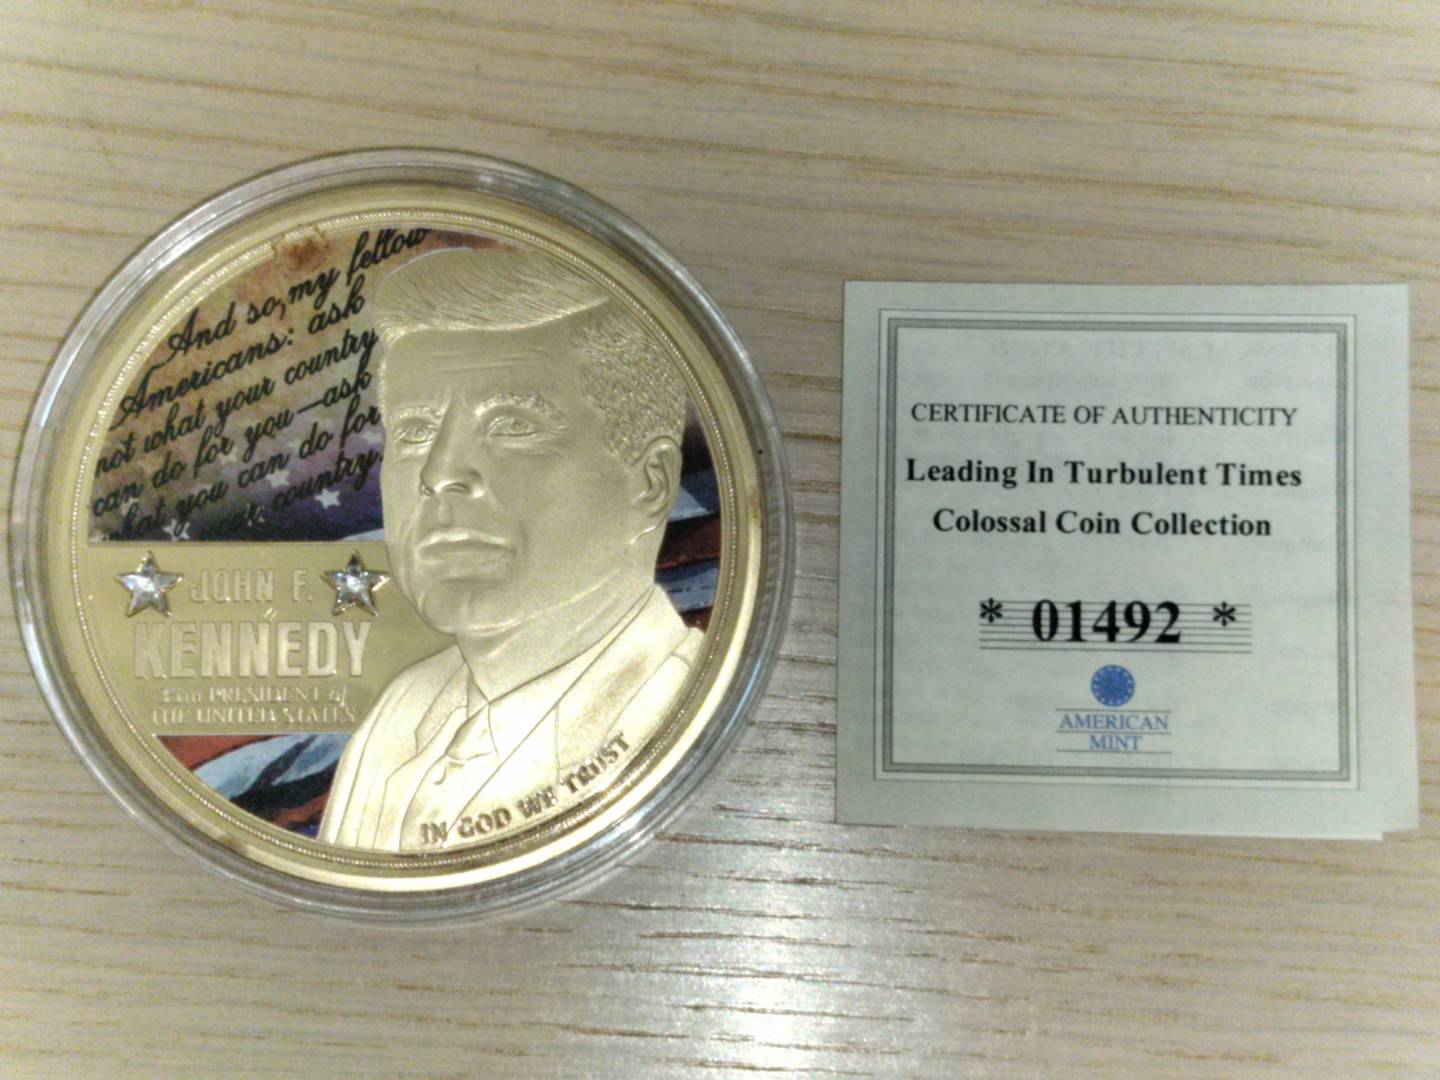 And so, my fellow
Americans: ask
not what your country
can do for you—ask
what you can do for
your country.
JOHN F.
KENNEDY
35TH PRESIDENT of
THE UNITED STATES
IN GOD WE TRUST
CERTIFICATE OF AUTHENTICITY
Leading In Turbulent Times
Colossal Coin Collection
* 01492 *
AMERICAN
MINT